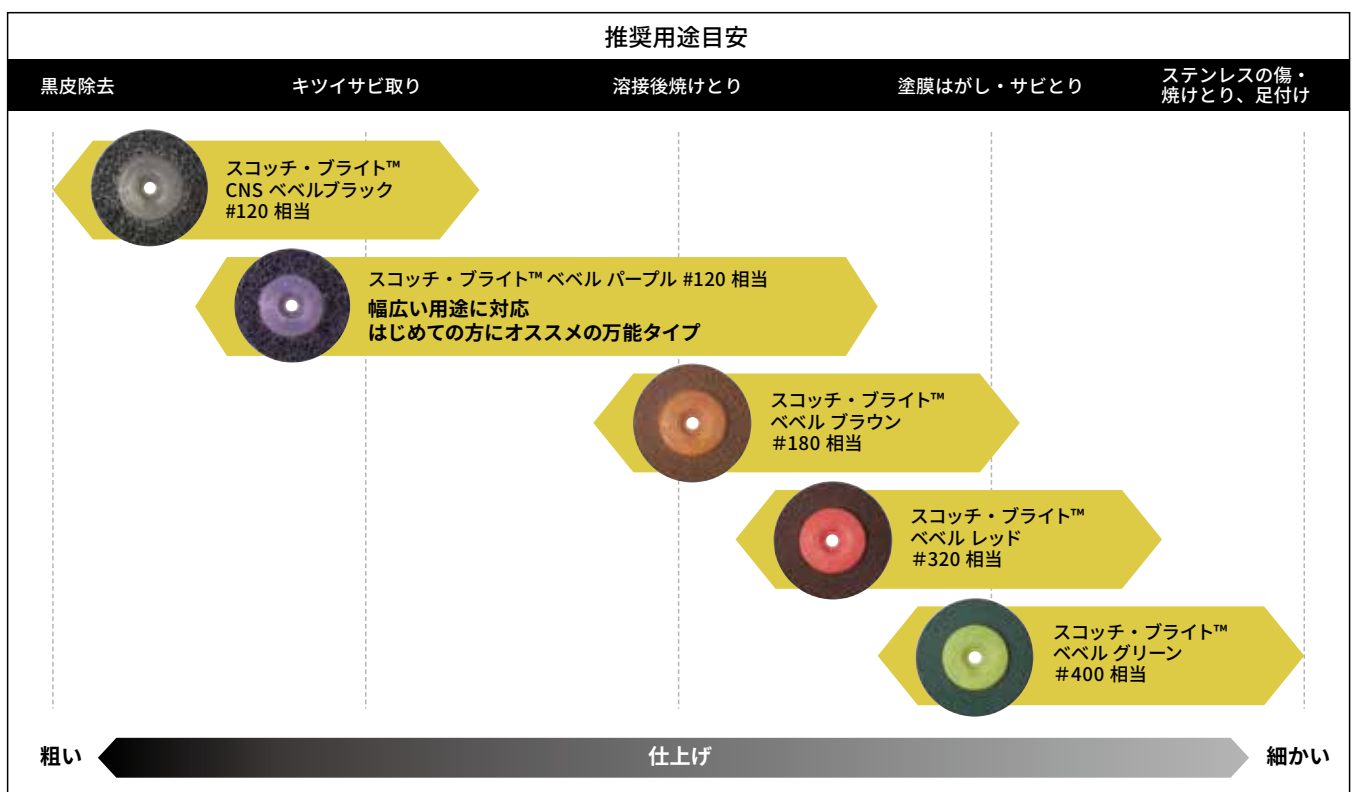 推奨用途目安
黒皮除去
キツイサビ取り
溶接後焼けとり
塗膜はがし・サビとり
ステンレスの傷・
焼けとり、足付け
スコッチ・ブライト™
CNS ベベルブラック
#120 相当
スコッチ・ブライト™ ベベル パープル #120 相当
幅広い用途に対応
はじめての方にオススメの万能タイプ
スコッチ・ブライト™
ベベル ブラウン
＃180 相当
スコッチ・ブライト™
ベベル レッド
＃320 相当
スコッチ・ブライト™
ベベル グリーン
＃400 相当
粗い
仕上げ
細かい